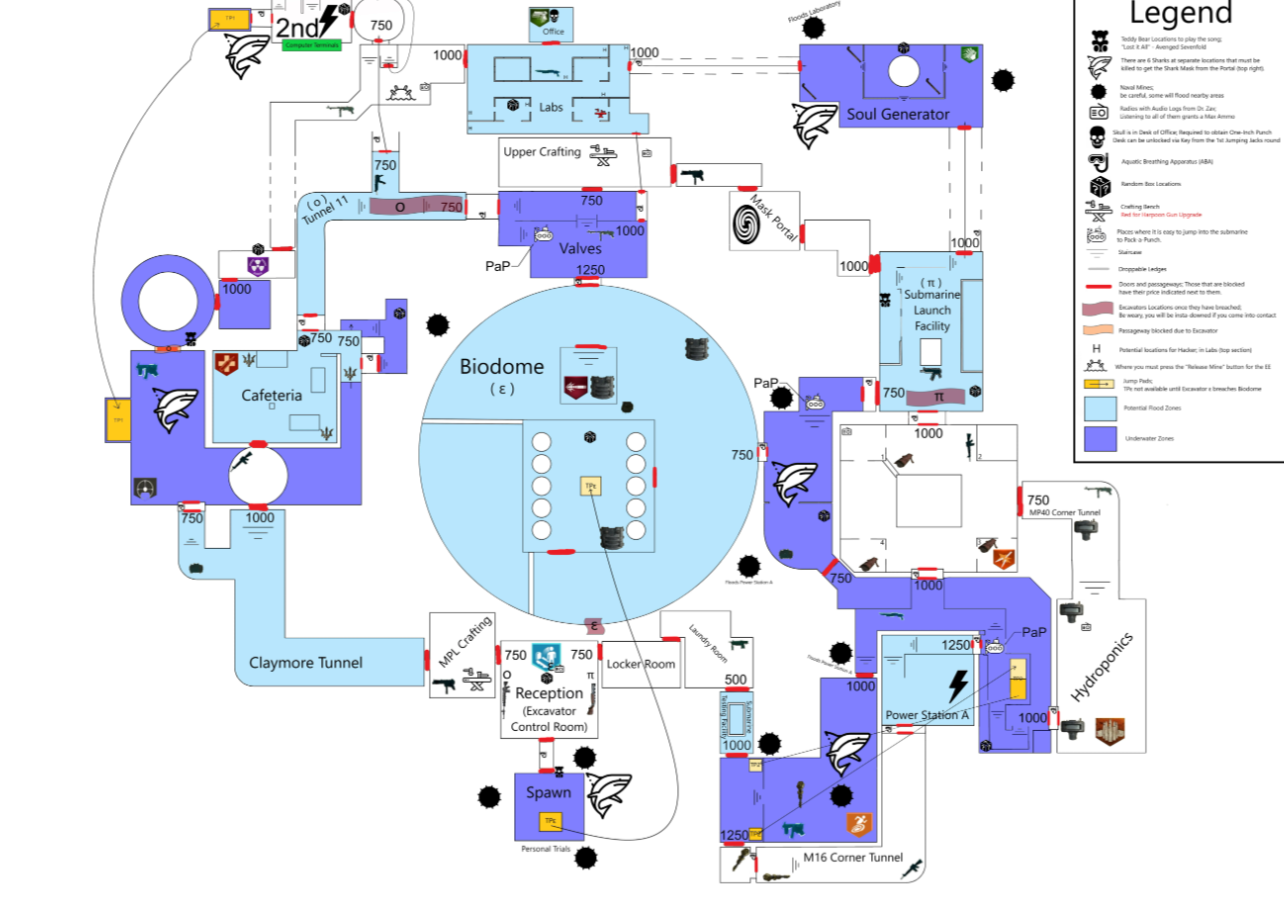 TPε
2nd
Computer Terminals
750
Office
1000
1000
H
Labs
Floods Laboratory
Soul Generator
Upper Crafting
750
( o )
Tunnel 11
O
750
750
1000
Valves
PaP
1250
Mask Portal
1000
1000
( π )
Submarine
Launch
Facility
750
π
1000
1000
750
750
Cafeteria
750
1000
Biodome
( ε )
TPε
750
PaP
1
2
4
3
750
MP40 Corner Tunnel
750
1000
Floods Power Station A
ε
Claymore Tunnel
MPL Crafting
750
750
O
π
Reception
(Excavator
Control Room)
Locker Room
Laundry Room
500
Submarine
Testing Facility
1000
Spawn
TPε
Personal Trials
Floods Power Station A
1000
1250
PaP
Power Station A
1000
Hydroponics
1250
M16 Corner Tunnel
Legend
Teddy Bear Locations to play the song;
"Lost it All" - Avenged Sevenfold
There are 6 Sharks at separate locations that must be
killed to get the Shark Mask from the Portal (top right)
Naval Mines;
be careful, some will flood nearby areas
Radios with Audio Logs from Dr. Zav;
Listening to all of them grants a Max Ammo
Skull is in Desk of Office; Required to obtain One-Inch Punch
Desk can be unlocked via Key from the 1st Jumping Jacks round
Aquatic Breathing Apparatus (ABA)
Random Box Locations
Crafting Bench
Red for Harpoon Gun Upgrade
Places where it is easy to jump into the submarine
to Pack-a-Punch.
Staircase
Droppable Ledges
Doors and passageways; Those that are blocked
have their price indicated next to them.
Excavators Locations once they have breached;
Be weary, you will be insta-downed if you come into contact
Passageway blocked due to Excavator
H
Potential locations for Hacker; in Labs (top section)
Where you must press the "Release Mine" button for the EE
Jump Pads;
TPs not available until Excavator ε breaches Biodome
Potential Flood Zones
Underwater Zones